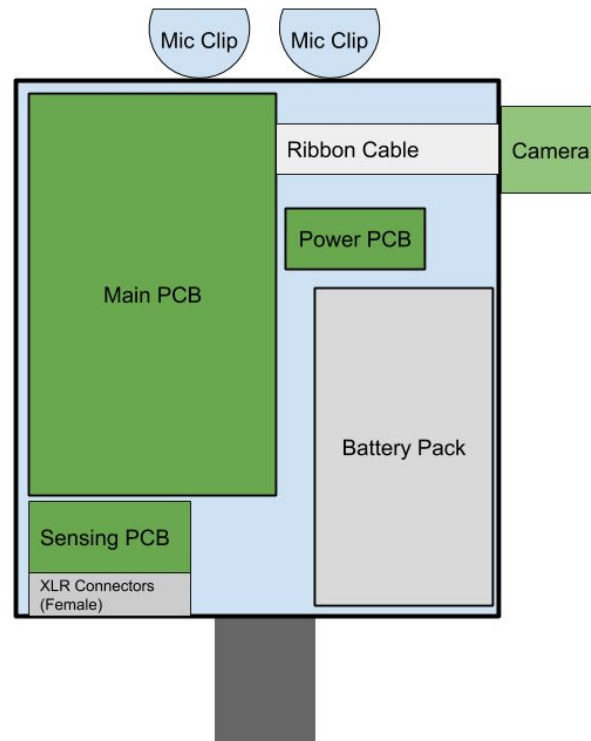 Mic Clip
Mic Clip
Ribbon Cable
Camera
Power PCB
Main PCB
Battery Pack
Sensing PCB
XLR Connectors
(Female)